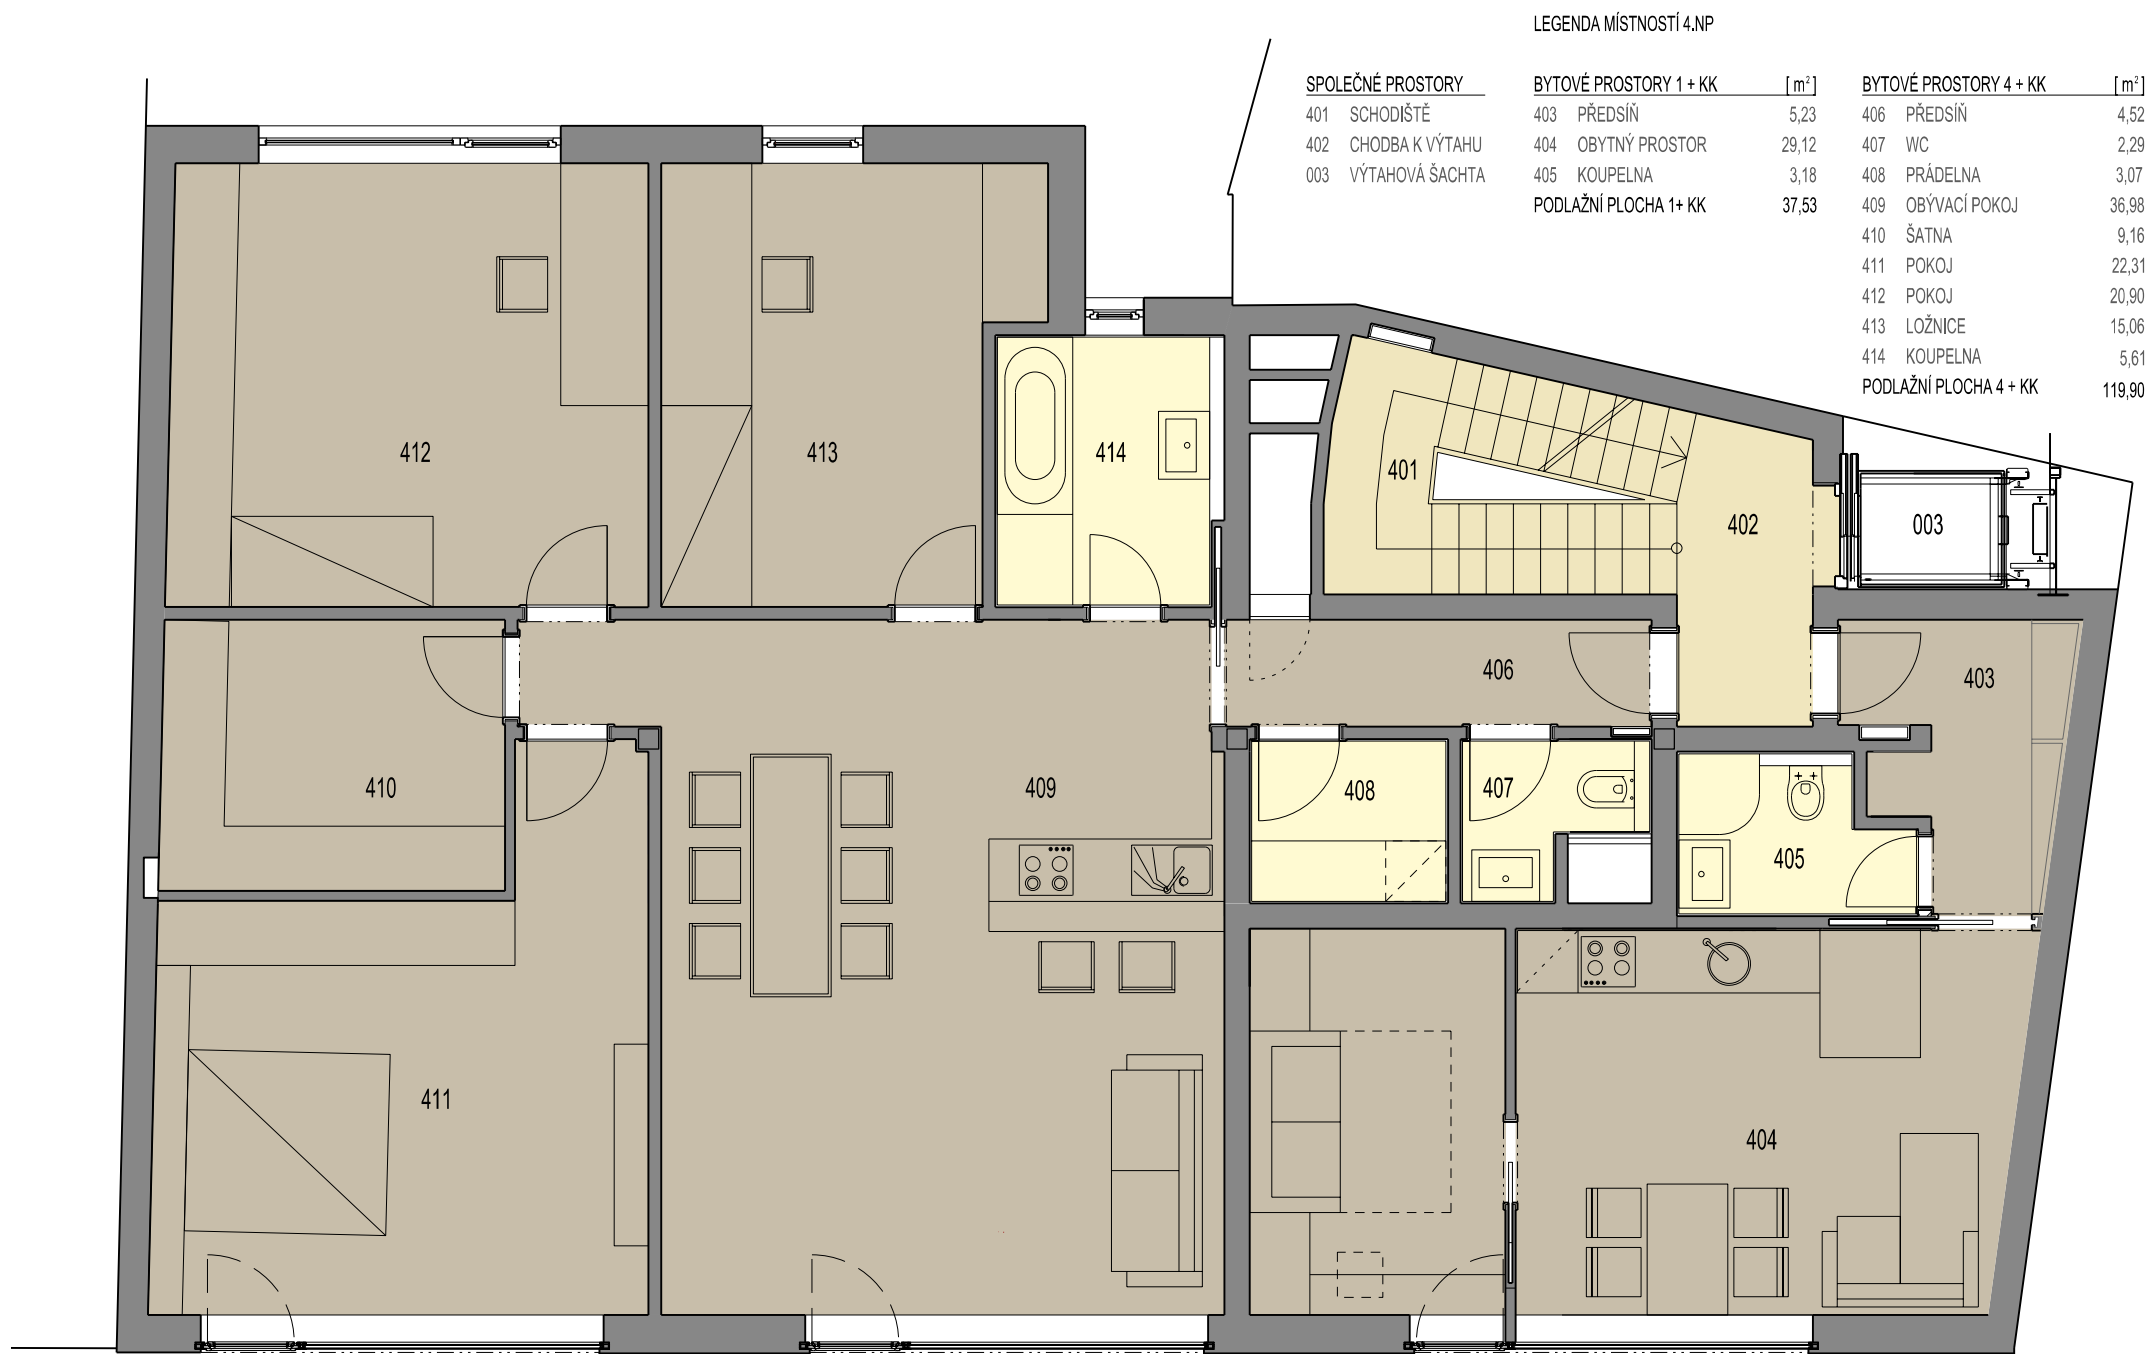 LEGENDA MÍSTNOSTÍ 4.NP
SPOLEČNÉ PROSTORY
401 SCHODIŠTĚ
402 CHODBA K VÝTAHU
003 VÝTAHOVÁ ŠACHTA
BYTOVÉ PROSTORY 1 + KK [ m² ]
403 PŘEDSÍŇ 5,23
404 OBYTNÝ PROSTOR 29,12
405 KOUPELNA 3,18
PODLAŽNÍ PLOCHA 1+ KK 37,53
BYTOVÉ PROSTORY 4 + KK [ m² ]
406 PŘEDSÍŇ 4,52
407 WC 2,29
408 PRÁDELNA 3,07
409 OBÝVACÍ POKOJ 36,98
410 ŠATNA 9,16
411 POKOJ 22,31
412 POKOJ 20,90
413 LOŽNICE 15,06
414 KOUPELNA 5,61
PODLAŽNÍ PLOCHA 4 + KK 119,90
412
413
414
401
402
003
406
403
410
409
408
407
405
411
404